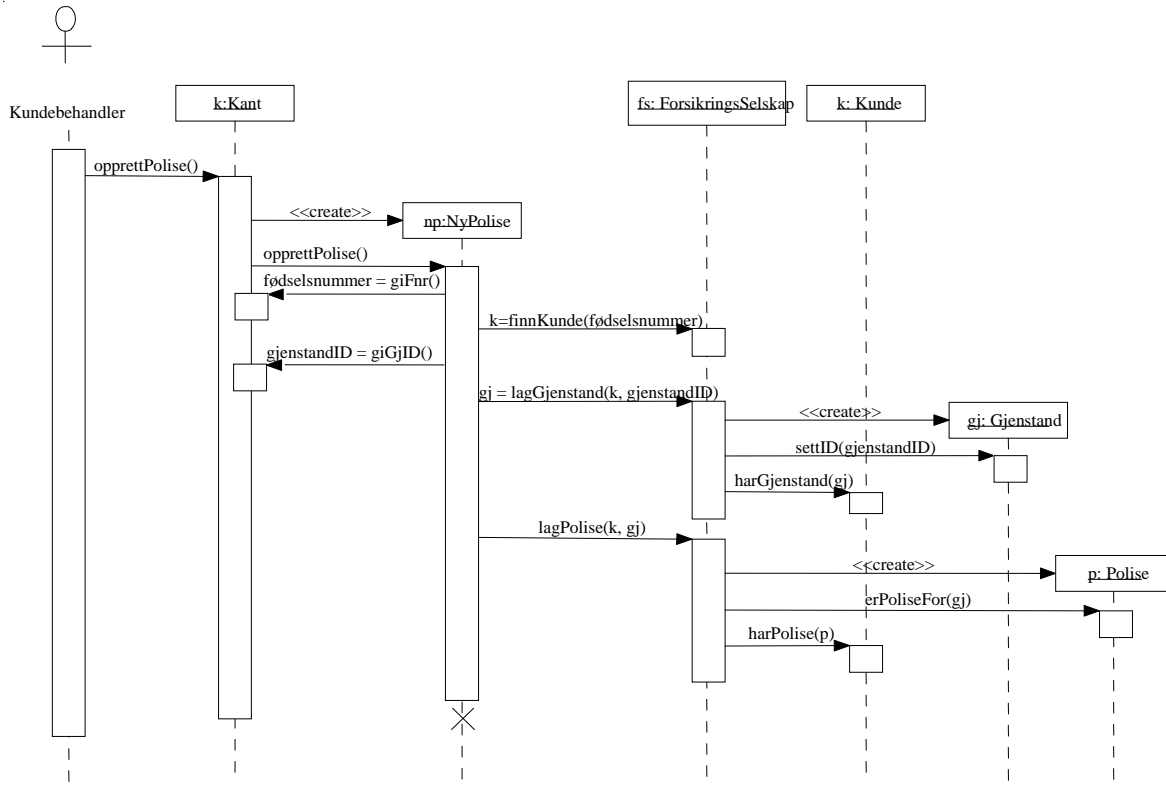 Kundebehandler
k:Kant
fs: ForsikringsSelskap
k: Kunde
opprettPolise()
<<create>>
np:NyPolise
opprettPolise()
fødselsnummer = giFnr()
k=finnKunde(fødselsnummer)
gjenstandID = giGjID()
gj = lagGjenstand(k, gjenstandID)
<<create>>
gj: Gjenstand
settID(gjenstandID)
harGjenstand(gj)
lagPolise(k, gj)
<<create>>
p: Polise
erPoliseFor(gj)
harPolise(p)